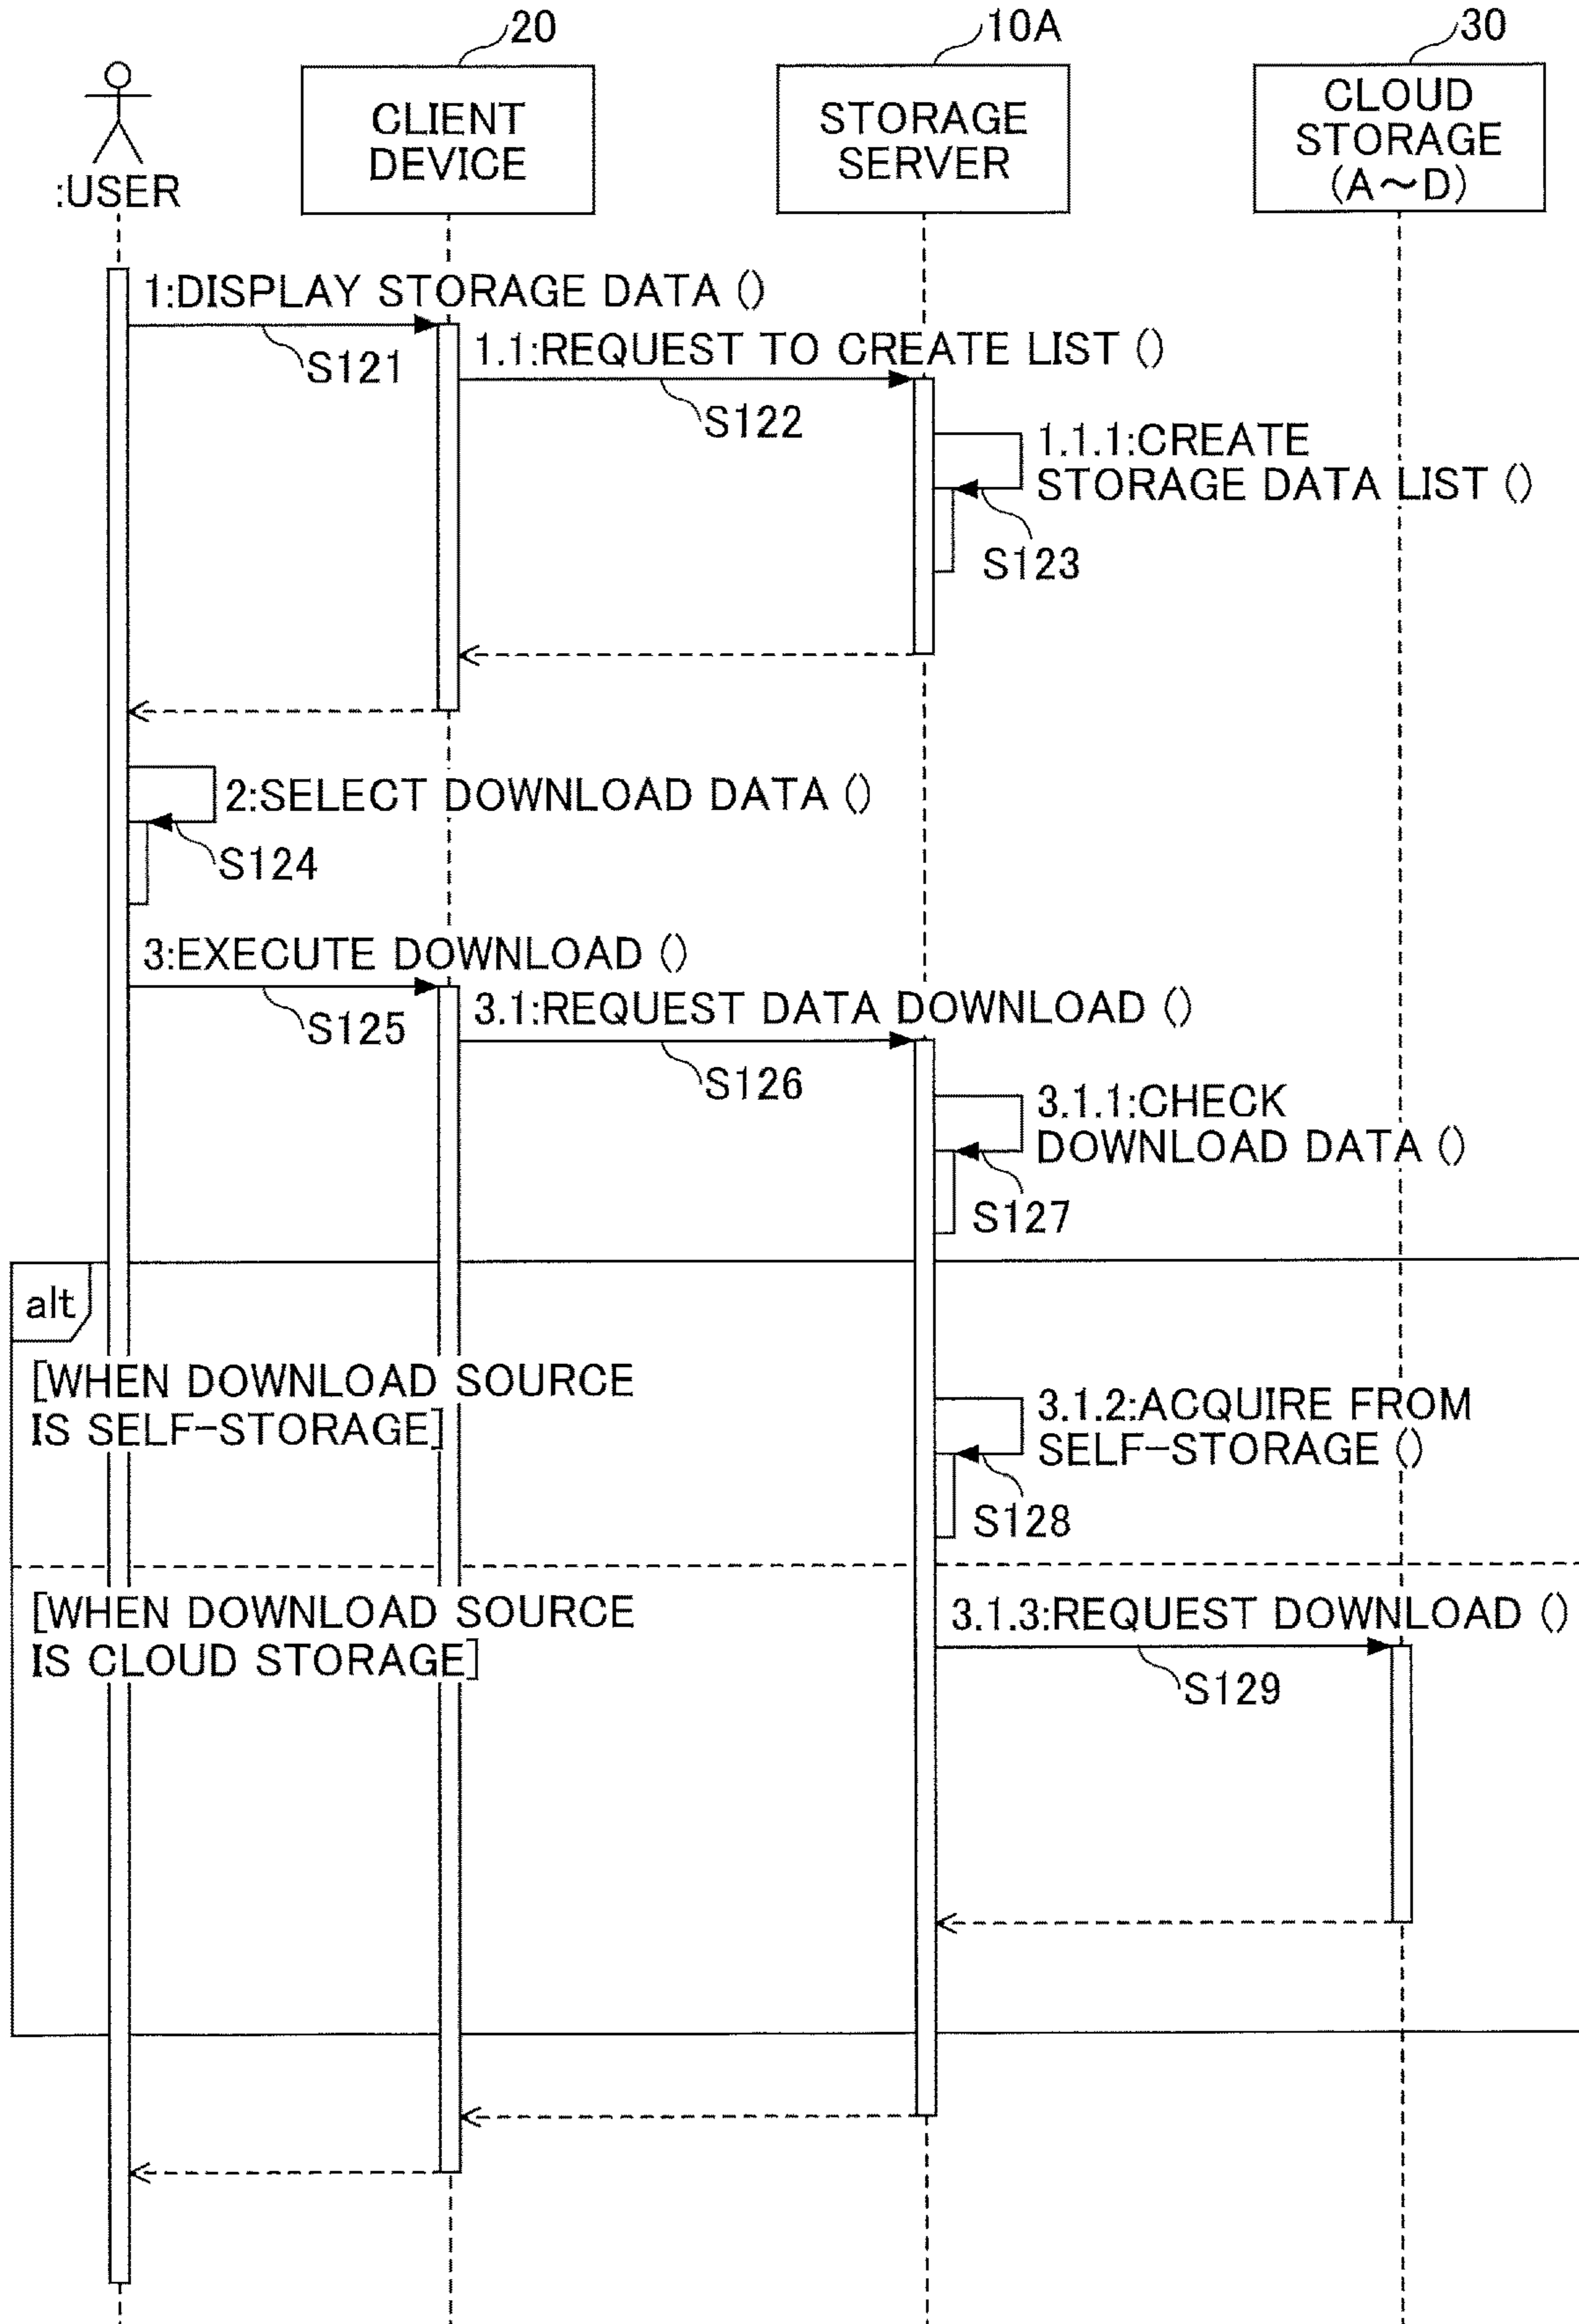 20
10A
30
:USER
CLIENT
DEVICE
STORAGE
SERVER
CLOUD
STORAGE
(A～D)
1:DISPLAY STORAGE DATA ()
S121
1.1:REQUEST TO CREATE LIST ()
S122
1.1.1:CREATE
STORAGE DATA LIST ()
S123
2:SELECT DOWNLOAD DATA ()
S124
3:EXECUTE DOWNLOAD ()
S125
3.1:REQUEST DATA DOWNLOAD ()
S126
3.1.1:CHECK
DOWNLOAD DATA ()
S127
alt
[WHEN DOWNLOAD SOURCE
IS SELF-STORAGE]
3.1.2:ACQUIRE FROM
SELF-STORAGE ()
S128
[WHEN DOWNLOAD SOURCE
IS CLOUD STORAGE]
3.1.3:REQUEST DOWNLOAD ()
S129